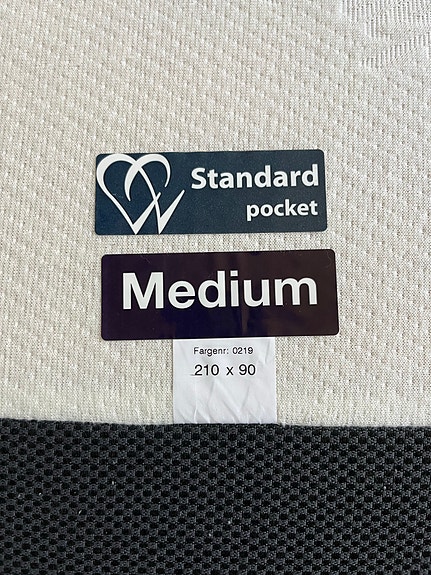 Standard
pocket
Medium
Fargenr: 0219
210 x 90